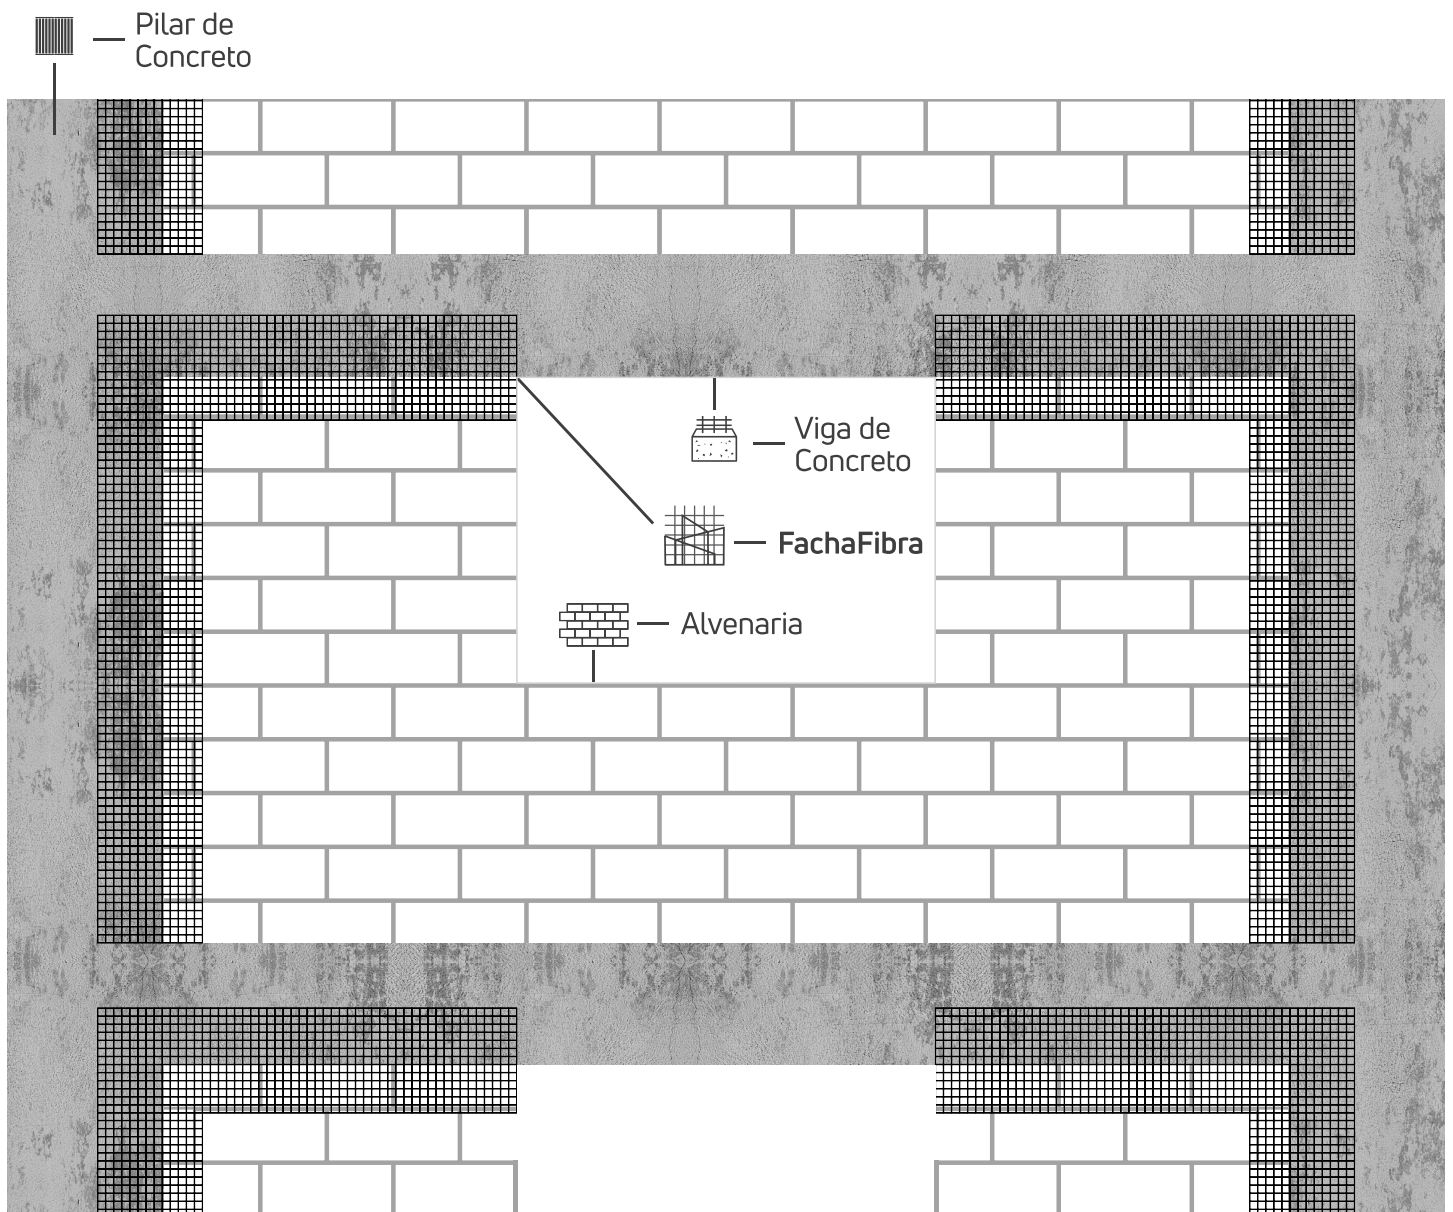 Pilar de
Concreto
Viga de
Concreto
FachaFibra
Alvenaria